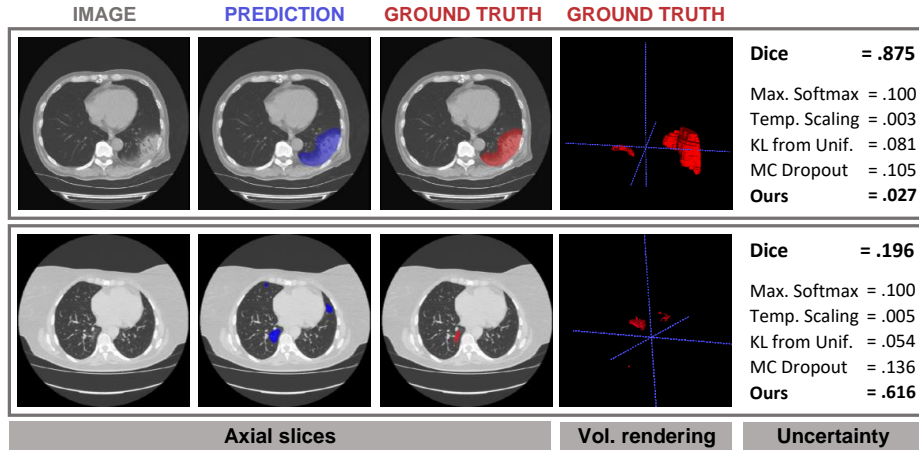 IMAGE PREDICTION GROUND TRUTH GROUND TRUTH
Dice = .875
Max. Softmax = .100
Temp. Scaling = .003
KL from Unif. = .081
MC Dropout = .105
Ours = .027
Dice = .196
Max. Softmax = .100
Temp. Scaling = .005
KL from Unif. = .054
MC Dropout = .136
Ours = .616
Axial slices Vol. rendering Uncertainty